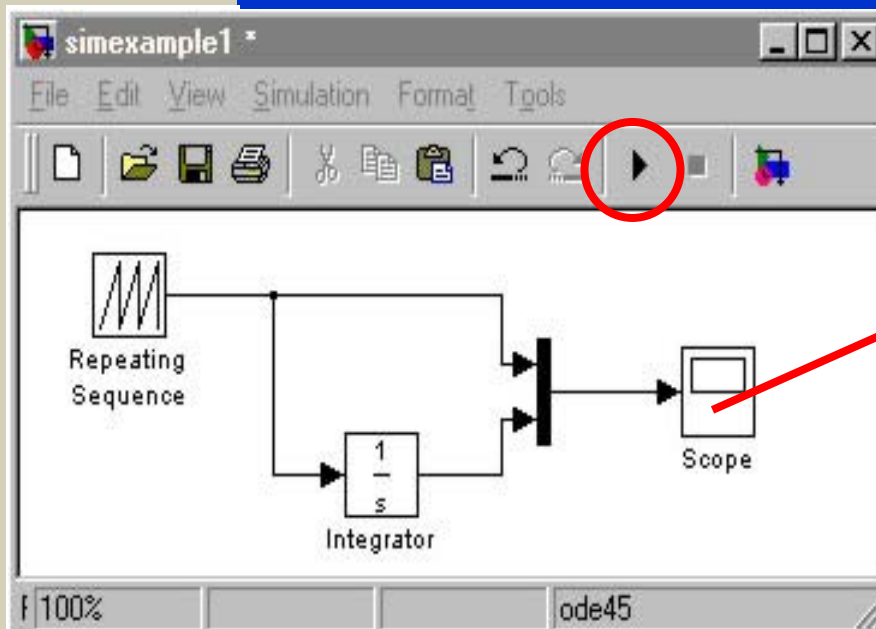 simexample1 *
File Edit View Simulation Format Tools
Repeating
Sequence
1
s
Integrator
Scope
100%
ode45